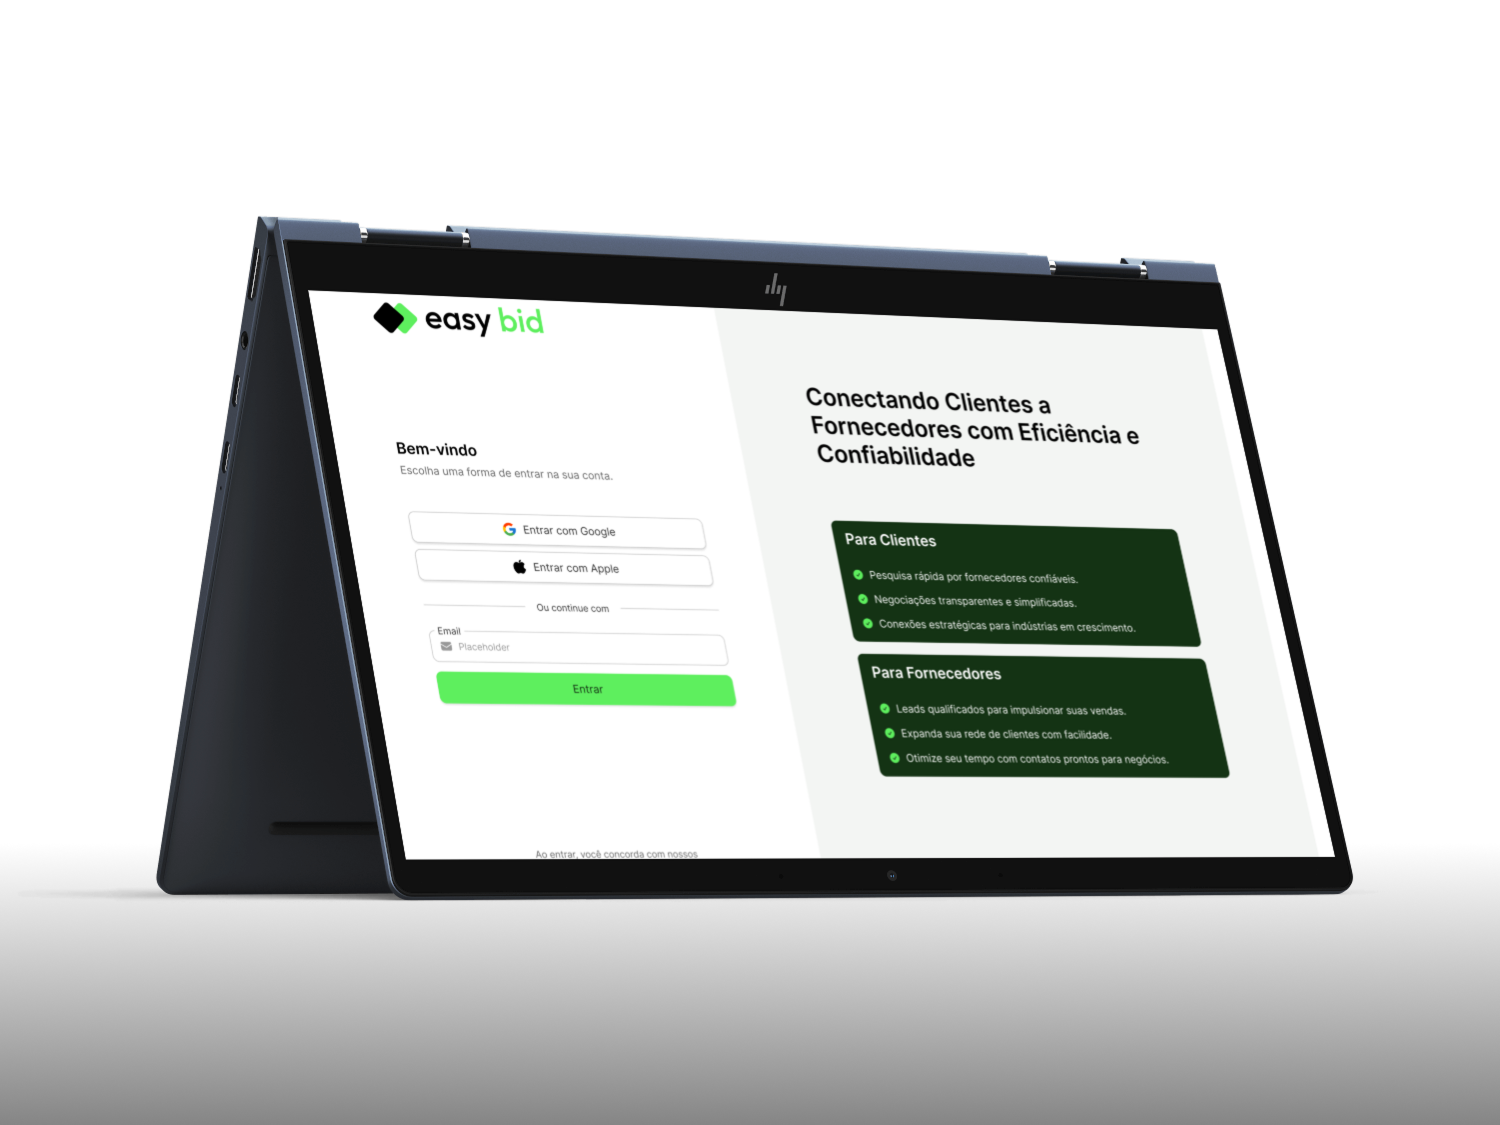 easy bid
Bem-vindo
Escolha uma forma de entrar na sua conta.
Entrar com Google
Entrar com Apple
Ou continue com
Email
Placeholder
Entrar
Ao entrar, você concorda com nossos
Conectando Clientes a
Fornecedores com Eficiência e
Confiabilidade
Para Clientes
Pesquisa rápida por fornecedores confiáveis.
Negociações transparentes e simplificadas.
Conexões estratégicas para indústrias em crescimento.
Para Fornecedores
Leads qualificados para impulsionar suas vendas.
Expanda sua rede de clientes com facilidade.
Otimize seu tempo com contatos prontos para negócios.
hp